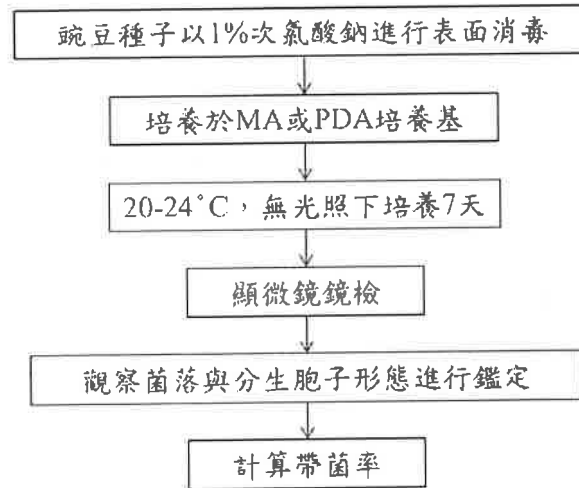 豌豆種子以1%次氯酸鈉進行表面消毒
培養於MA或PDA培養基
20-24°C，無光照下培養7天
顯微鏡鏡檢
觀察菌落與分生胞子形態進行鑑定
計算帶菌率